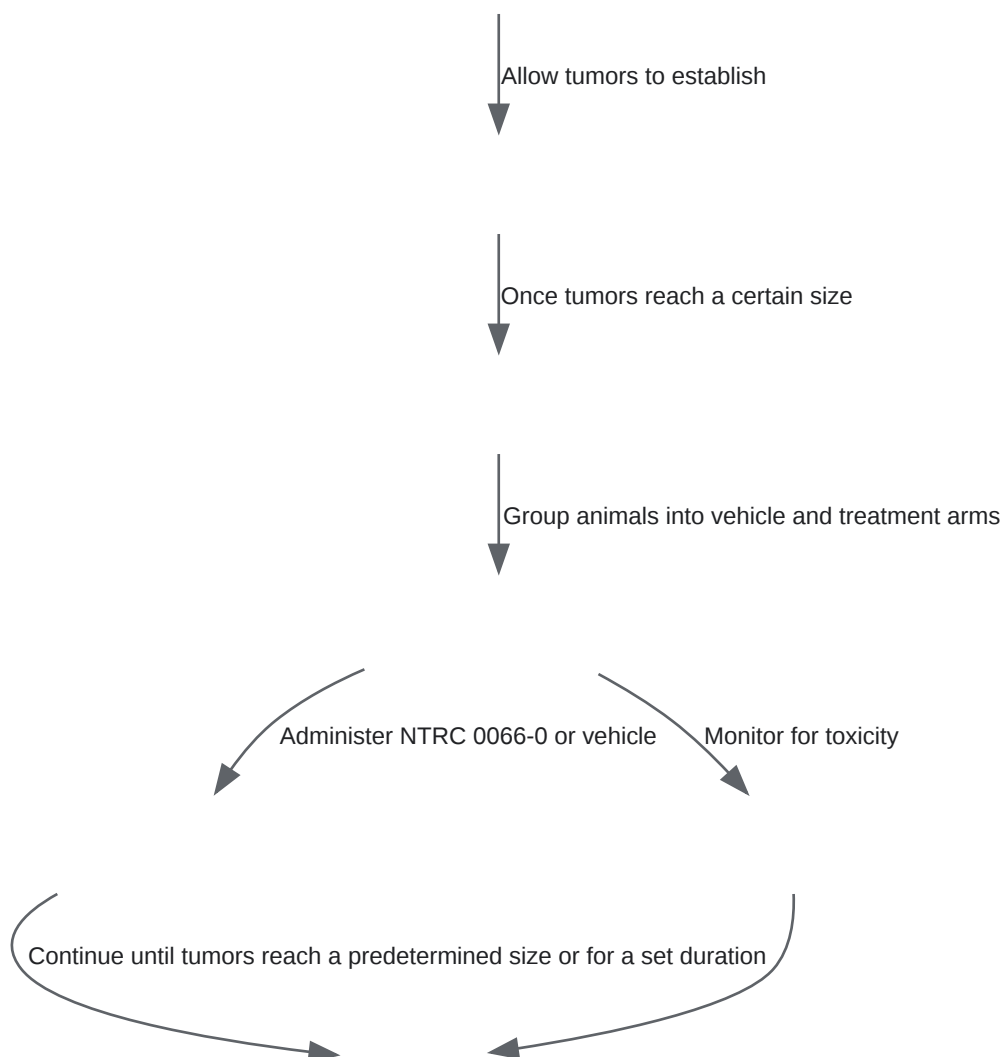 Allow tumors to establish
Once tumors reach a certain size
Group animals into vehicle and treatment arms
Administer NTRC 0066-0 or vehicle
Monitor for toxicity
Continue until tumors reach a predetermined size or for a set duration